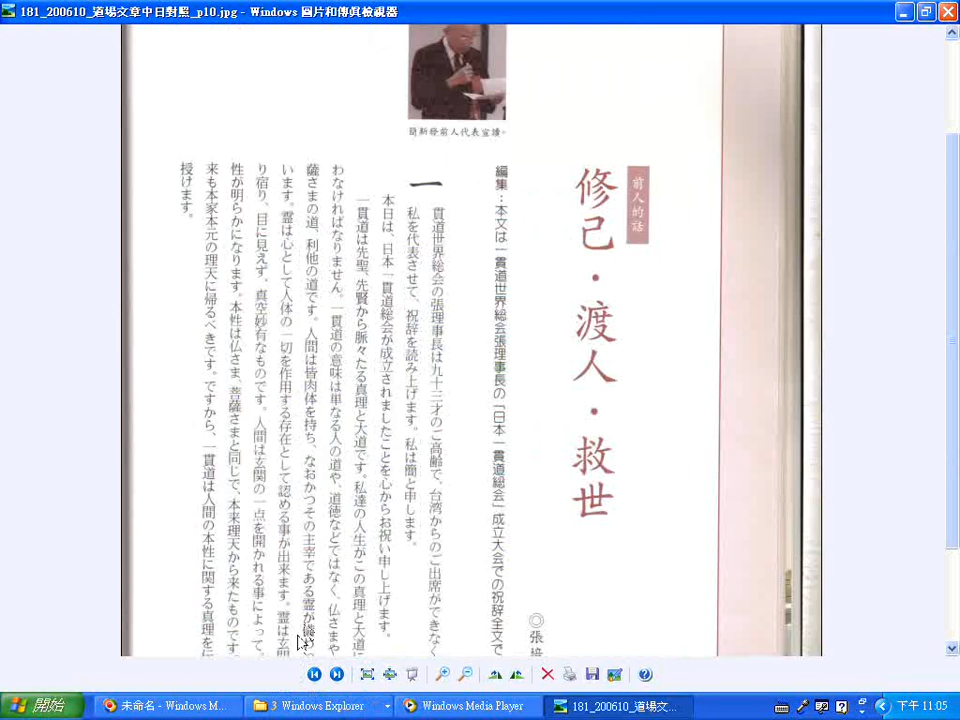 181_200610_道場文章中日對照_p10.jpg - Windows 圖片和傳真檢視器
簡新發前人代表宣讀。
前人的話
修己・渡人・救世
◎張
編集：本文は一貫道世界総会張理事長の「日本一貫道総会」成立大会での祝辞全文で
一
貫道世界総会の張理事長は九十三才のご高齢で、台湾からのご出席ができなく
私を代表させて、祝辞を読み上げます。私は簡と申します。
本日は、日本一貫道総会が成立されましたことを心からお祝い申し上げます。
一貫道は先聖、先賢から脈々たる真理と大道です。私達の人生がこの真理と大道に
わなければなりません。一貫道の意味は単なる人の道や、道徳などではなく、仏さまや
薩さまの道、利他の道です。人間は皆肉体を持ち、なおかつその主宰である霊が
います。霊は心として人体の一切を作用する存在として認める事が出来ます。霊は玄関
り宿り、目に見えず、真空妙有なものです。人間は玄関の一点を開かれる事によって、
性が明らかになります。本性は仏さま、菩薩さまと同じで、本来理天から来たものです
来も本家本元の理天に帰るべきです。ですから、一貫道は人間の本性に関する真理を伝
授けます。
開始
未命名 - Windows M...
3 Windows Explorer
Windows Media Player
181_200610_道場文...
下午 11:05